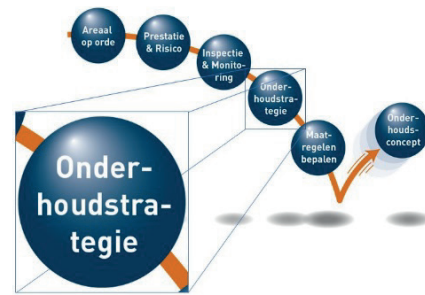 Areaal
op orde
Prestatie
& Risico
Inspectie
& Monito-
ring
Onder-
houdstra-
tegie
Maat-
regelen
bepalen
Onder-
houds-
concept
Onder-
houdstra-
tegie